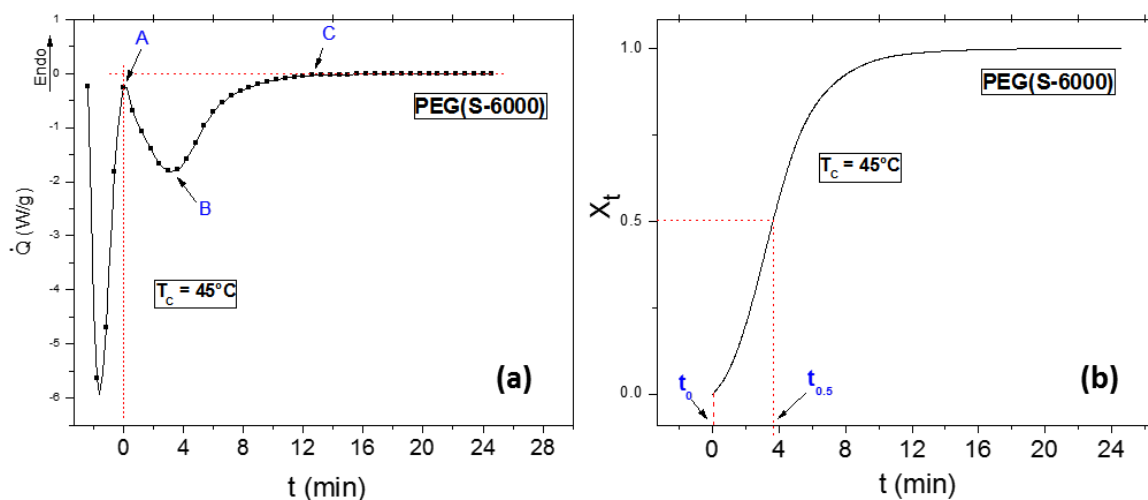 1
0
-1
-2
-3
-4
-5
-6
Endo
Q̇ (W/g)
A
B
C
PEG(S-6000)
T_C = 45°C
(a)
0 4 8 12 16 20 24 28
t (min)
1.0
0.5
0.0
X_t
PEG(S-6000)
T_C = 45°C
t_0
t_0.5
(b)
0 4 8 12 16 20 24
t (min)